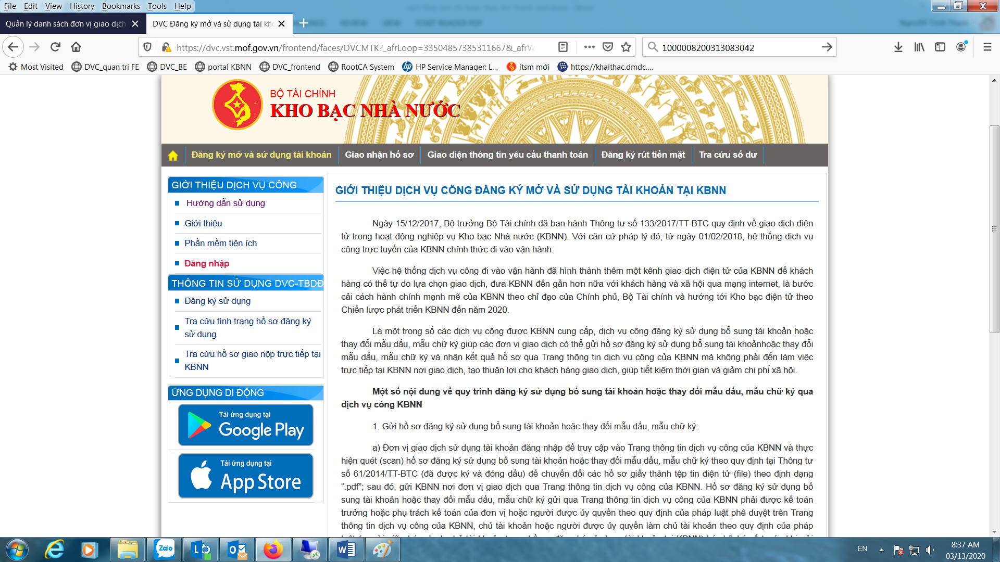 File Edit View History Bookmarks Tools Help
Quản lý danh sách đơn vị giao dịch
DVC Đăng ký mở và sử dụng tài kho
https://dvc.vst.mof.gov.vn/frontend/faces/DVCMTK?_afrLoop=33504857385311667&_afrW
1000008200313083042
Most Visited DVC_quan tri FE DVC_BE portal KBNN DVC_frontend RootCA System HP Service Manager: L... itsm mới https://khaithac.dmdc....
BỘ TÀI CHÍNH
KHO BẠC NHÀ NƯỚC
Đăng ký mở và sử dụng tài khoản Giao nhận hồ sơ Giao diện thông tin yêu cầu thanh toán Đăng ký rút tiền mặt Tra cứu số dư
GIỚI THIỆU DỊCH VỤ CÔNG
Hướng dẫn sử dụng
Giới thiệu
Phần mềm tiện ích
Đăng nhập
THÔNG TIN SỬ DỤNG DVC-TBDĐ
Đăng ký sử dụng
Tra cứu tình trạng hồ sơ đăng ký
sử dụng
Tra cứu hồ sơ giao nộp trực tiếp tại
KBNN
ỨNG DỤNG DI ĐỘNG
Tải ứng dụng tại
Google Play
Tải ứng dụng tại
App Store
GIỚI THIỆU DỊCH VỤ CÔNG ĐĂNG KÝ MỞ VÀ SỬ DỤNG TÀI KHOẢN TẠI KBNN
Ngày 15/12/2017, Bộ trưởng Bộ Tài chính đã ban hành Thông tư số 133/2017/TT-BTC quy định về giao dịch điện
tử trong hoạt động nghiệp vụ Kho bạc Nhà nước (KBNN). Với căn cứ pháp lý đó, từ ngày 01/02/2018, hệ thống dịch vụ
công trực tuyến của KBNN chính thức đi vào vận hành.
Việc hệ thống dịch vụ công đi vào vận hành đã hình thành thêm một kênh giao dịch điện tử của KBNN để khách
hàng có thể tự do lựa chọn giao dịch, đưa KBNN đến gần hơn nữa với khách hàng và xã hội qua mạng internet, là bước
cải cách hành chính mạnh mẽ của KBNN theo chỉ đạo của Chính phủ, Bộ Tài chính và hướng tới Kho bạc điện tử theo
Chiến lược phát triển KBNN đến năm 2020.
Là một trong số các dịch vụ công được KBNN cung cấp, dịch vụ công đăng ký sử dụng bổ sung tài khoản hoặc
thay đổi mẫu dấu, mẫu chữ ký giúp các đơn vị giao dịch có thể gửi hồ sơ đăng ký sử dụng bổ sung tài khoảnhoặc thay đổi
mẫu dấu, mẫu chữ ký và nhận kết quả hồ sơ qua Trang thông tin dịch vụ công của KBNN mà không phải đến làm việc
trực tiếp tại KBNN nơi giao dịch, tạo thuận lợi cho khách hàng giao dịch, giúp tiết kiệm thời gian và giảm chi phí xã hội.
Một số nội dung về quy trình đăng ký sử dụng bổ sung tài khoản hoặc thay đổi mẫu dấu, mẫu chữ ký qua
dịch vụ công KBNN
1. Gửi hồ sơ đăng ký sử dụng bổ sung tài khoản hoặc thay đổi mẫu dấu, mẫu chữ ký:
a) Đơn vị giao dịch sử dụng tài khoản đăng nhập để truy cập vào Trang thông tin dịch vụ công của KBNN và thực
hiện quét (scan) hồ sơ đăng ký sử dụng bổ sung tài khoản hoặc thay đổi mẫu dấu, mẫu chữ ký theo quy định tại Thông tư
số 61/2014/TT-BTC (đã được ký và đóng dấu) để chuyển đổi các hồ sơ giấy thành tệp tin điện tử (file) theo định dạng
“.pdf”; sau đó, gửi KBNN nơi đơn vị giao dịch qua Trang thông tin dịch vụ công của KBNN. Hồ sơ đăng ký sử dụng bổ
sung tài khoản hoặc thay đổi mẫu dấu, mẫu chữ ký gửi qua Trang thông tin dịch vụ công của KBNN phải được kế toán
trưởng hoặc phụ trách kế toán của đơn vị hoặc người được ủy quyền theo quy định của pháp luật phê duyệt trên Trang
thông tin dịch vụ công của KBNN, chủ tài khoản hoặc người được ủy quyền làm chủ tài khoản theo quy định của pháp
Zalo
EN
8:37 AM
03/13/2020